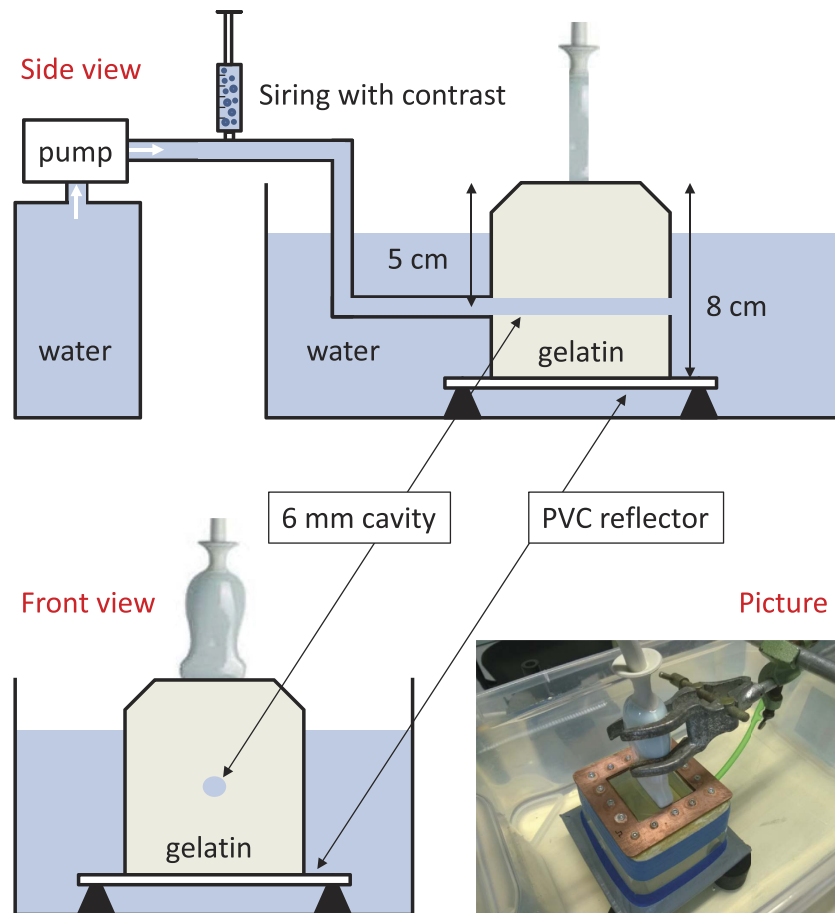 Side view
Siring with contrast
pump
5 cm
8 cm
water
water
gelatin
6 mm cavity
PVC reflector
Front view
Picture
gelatin